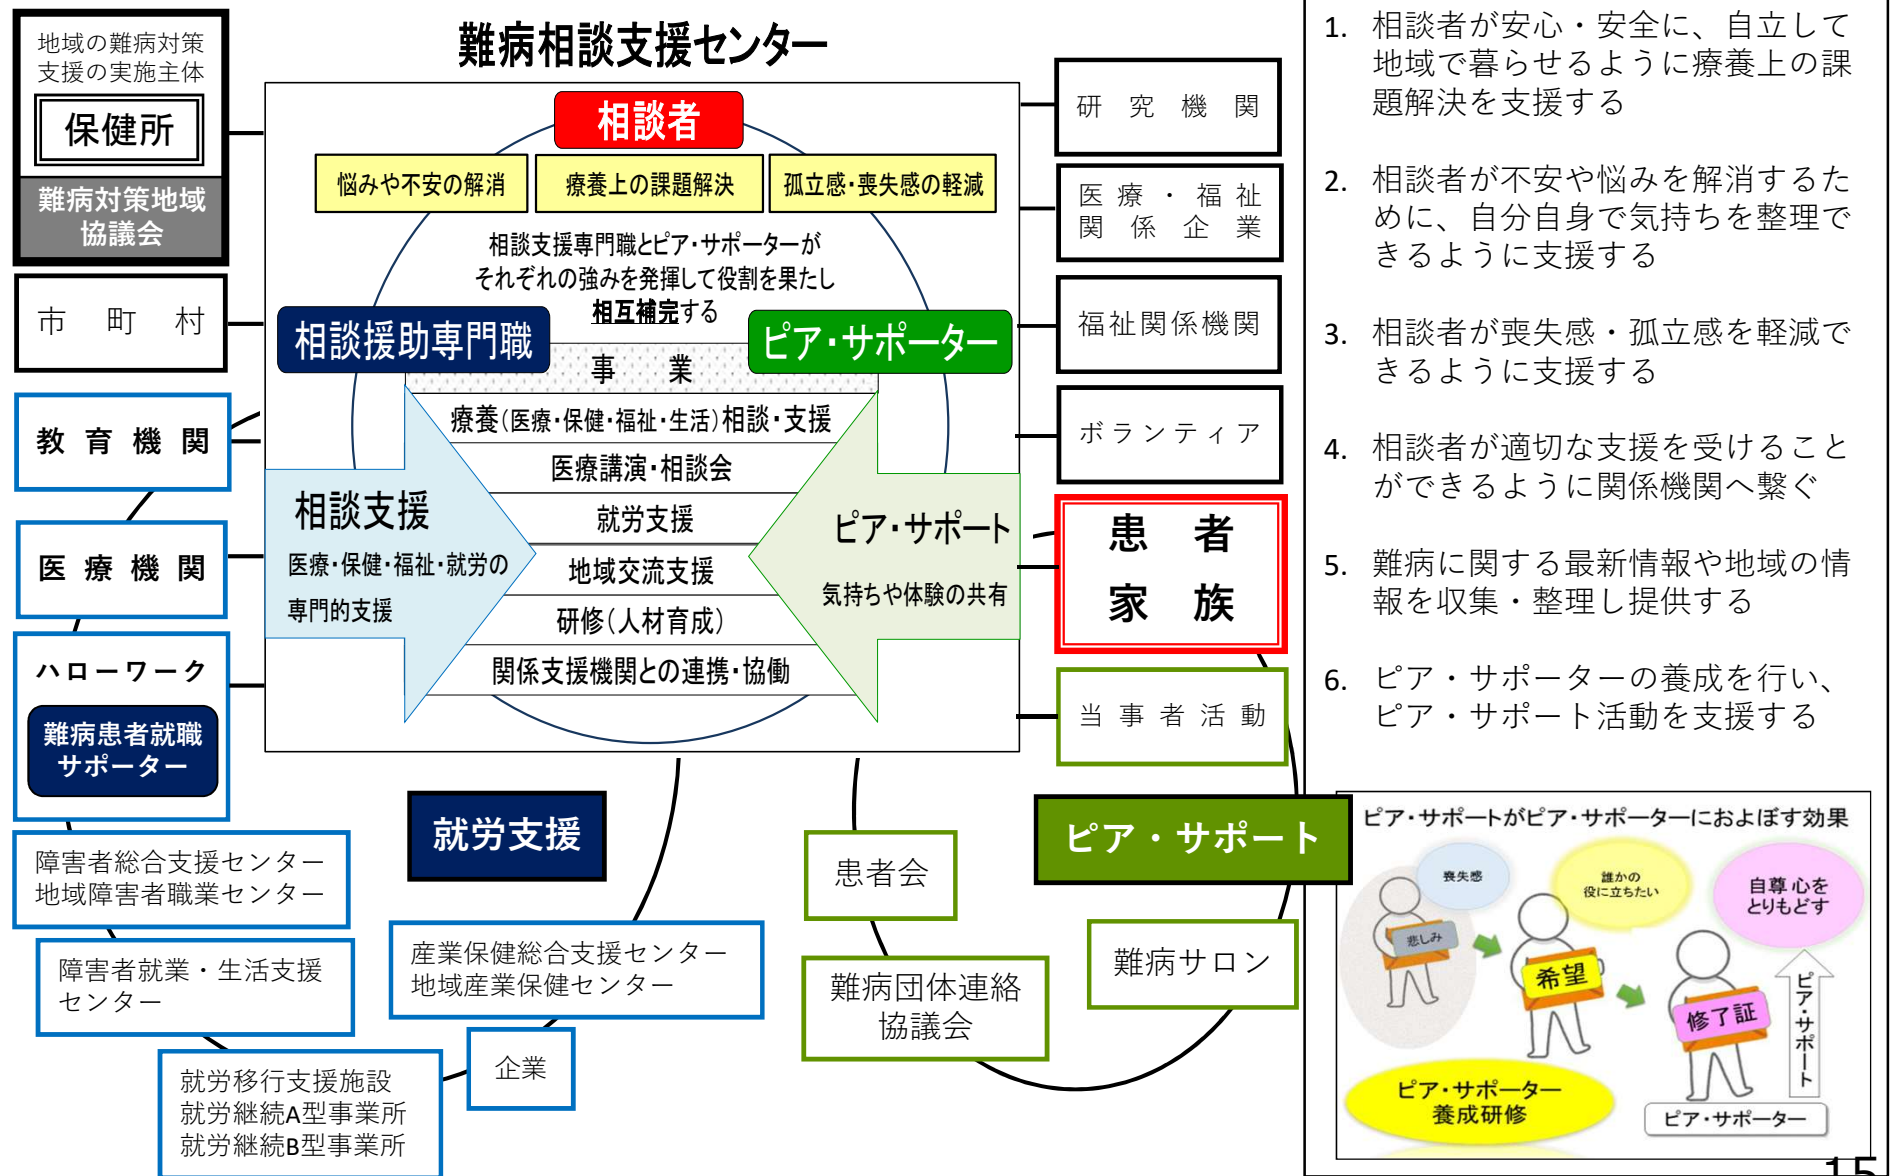 難病相談支援センター
地域の難病対策
支援の実施主体
保健所
難病対策地域
協議会
市町村
教育機関
医療機関
ハローワーク
難病患者就職
サポーター
障害者総合支援センター
地域障害者職業センター
障害者就業・生活支援
センター
就労移行支援施設
就労継続A型事業所
就労継続B型事業所
相談者
悩みや不安の解消
療養上の課題解決
孤立感・喪失感の軽減
相談支援専門職とピア・サポーターが
それぞれの強みを発揮して役割を果たし
相互補完する
相談援助専門職
ピア・サポーター
事業
療養(医療・保健・福祉・生活)相談・支援
医療講演・相談会
就労支援
地域交流支援
研修(人材育成)
関係支援機関との連携・協働
相談支援
医療・保健・福祉・就労の
専門的支援
ピア・サポート
気持ちや体験の共有
就労支援
産業保健総合支援センター
地域産業保健センター
企業
研究機関
医療・福祉
関係企業
福祉関係機関
ボランティア
患者
家族
当事者活動
ピア・サポート
患者会
難病団体連絡
協議会
難病サロン
1. 相談者が安心・安全に、自立して
地域で暮らせるように療養上の課
題解決を支援する
2. 相談者が不安や悩みを解消するた
めに、自分自身で気持ちを整理で
きるように支援する
3. 相談者が喪失感・孤立感を軽減で
きるように支援する
4. 相談者が適切な支援を受けること
ができるように関係機関へ繋ぐ
5. 難病に関する最新情報や地域の情
報を収集・整理し提供する
6. ピア・サポーターの養成を行い、
ピア・サポート活動を支援する
ピア・サポートがピア・サポーターにおよぼす効果
喪失感
誰かの
役に立ちたい
自尊心を
とりもどす
悲しみ
希望
修了証
ピア・サポート
ピア・サポーター
養成研修
ピア・サポーター
15